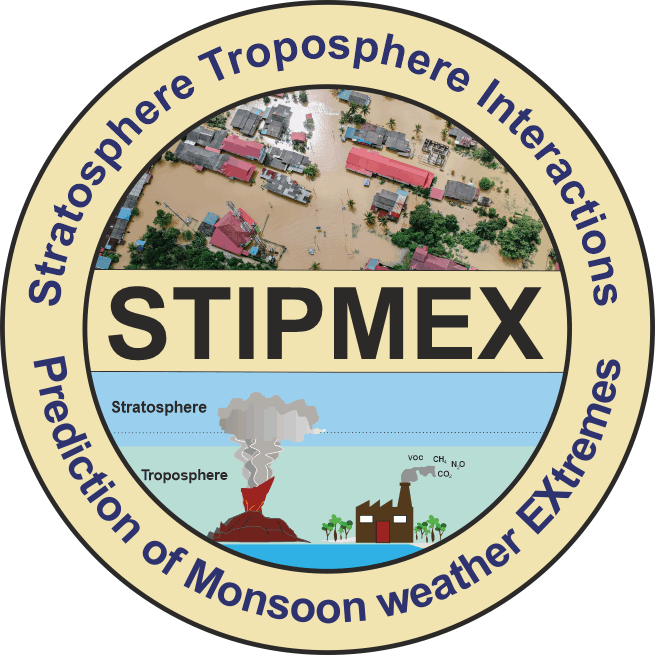 Stratosphere Troposphere Interactions
STIPMEX
Stratosphere
Troposphere
VOC CH₄ N₂O
CO₂
Prediction of Monsoon weather EXtremes